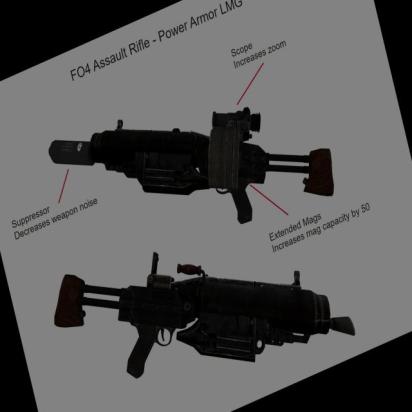 FO4 Assault Rifle - Power Armor LMG
Scope
Increases zoom
Suppressor
Decreases weapon noise
Extended Mags
Increases mag capacity by 50